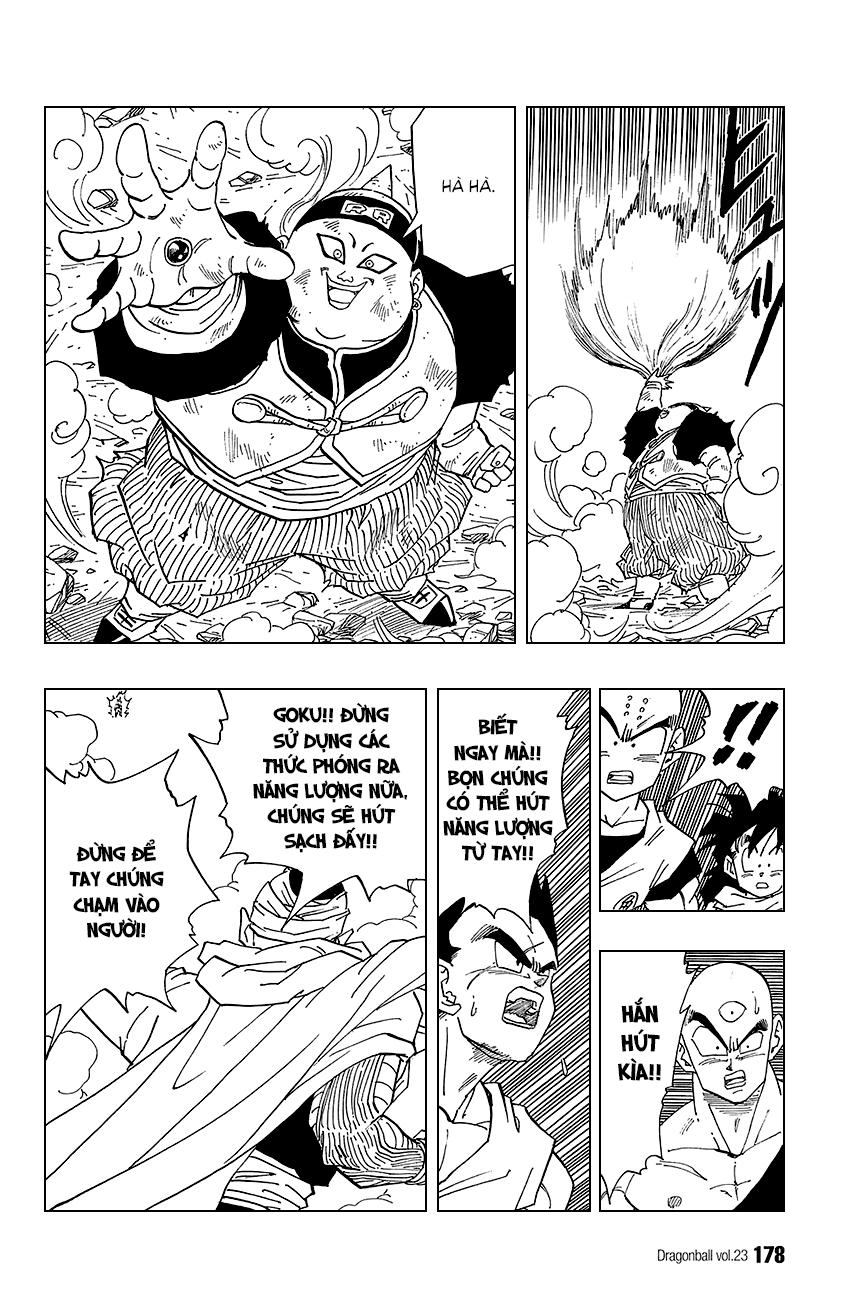 HÀ HÀ.
RR
!!
HẮN
HÚT
KÌA!!
BIẾT
NGAY MÀ!!
BỌN CHÚNG
CÓ THỂ HÚT
NĂNG LƯỢNG
TỪ TAY!!
GOKU!! ĐỪNG
SỬ DỤNG CÁC
THỨC PHÓNG RA
NĂNG LƯỢNG NỮA,
CHÚNG SẼ HÚT
SẠCH ĐẤY!!
ĐỪNG ĐỂ
TAY CHÚNG
CHẠM VÀO
NGƯỜI!
Dragonball vol.23 178